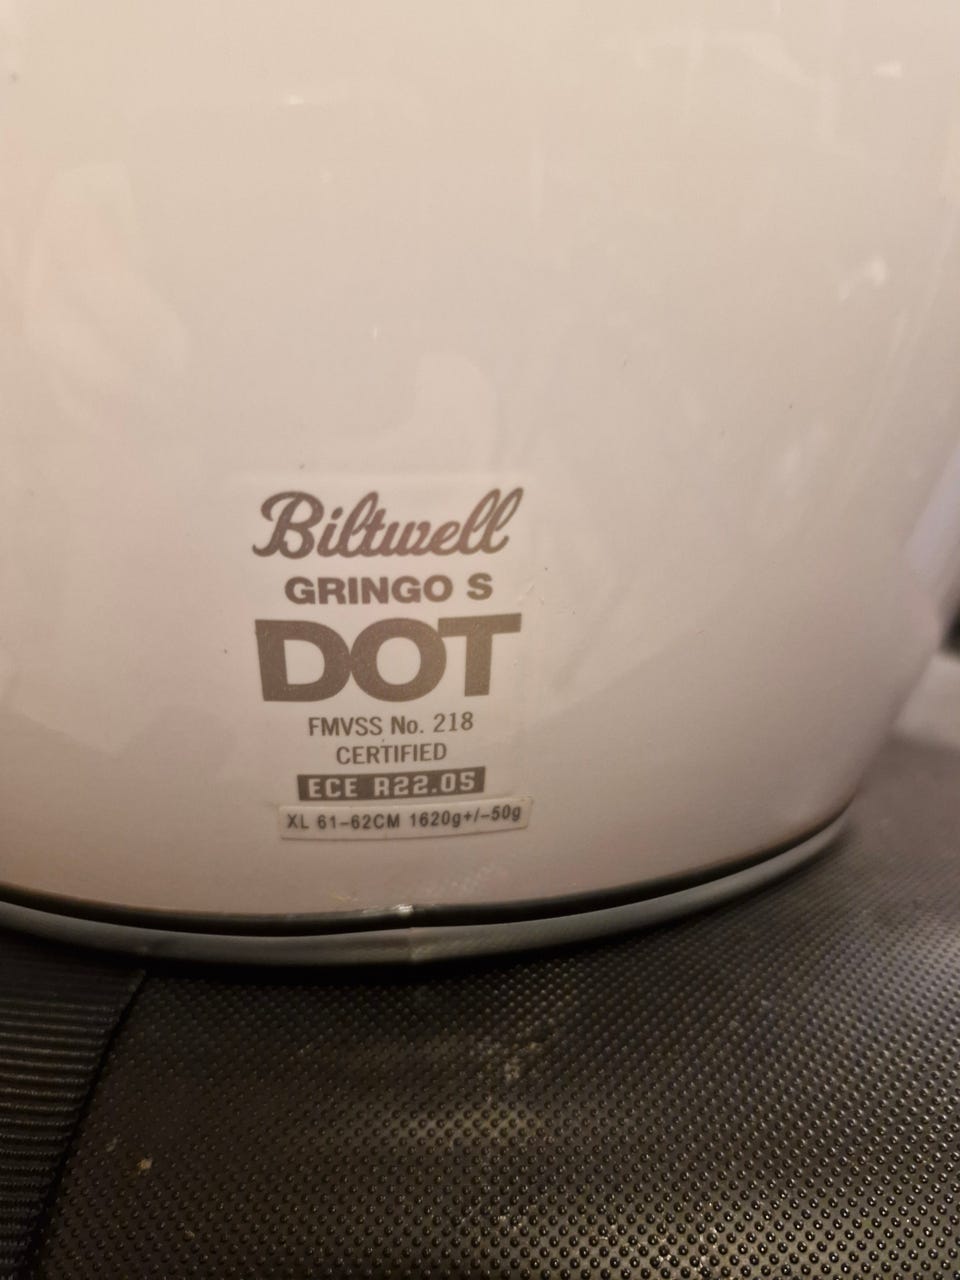 Biltwell
GRINGO S
DOT
FMVSS No. 218
CERTIFIED
ECE R22.05
XL 61-62CM 1620g+/-50g